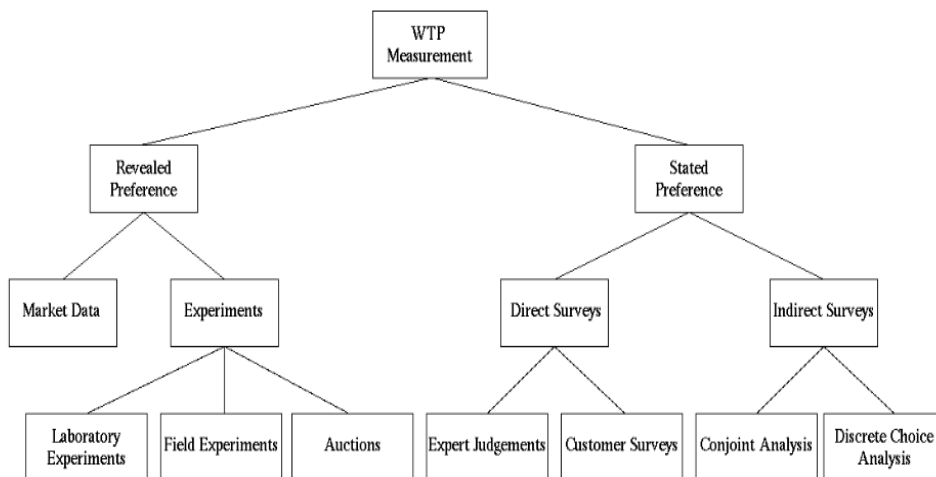 WTP
Measurement
Revealed
Preference
Stated
Preference
Market Data
Experiments
Direct Surveys
Indirect Surveys
Laboratory
Experiments
Field Experiments
Auctions
Expert Judgements
Customer Surveys
Conjoint Analysis
Discrete Choice
Analysis